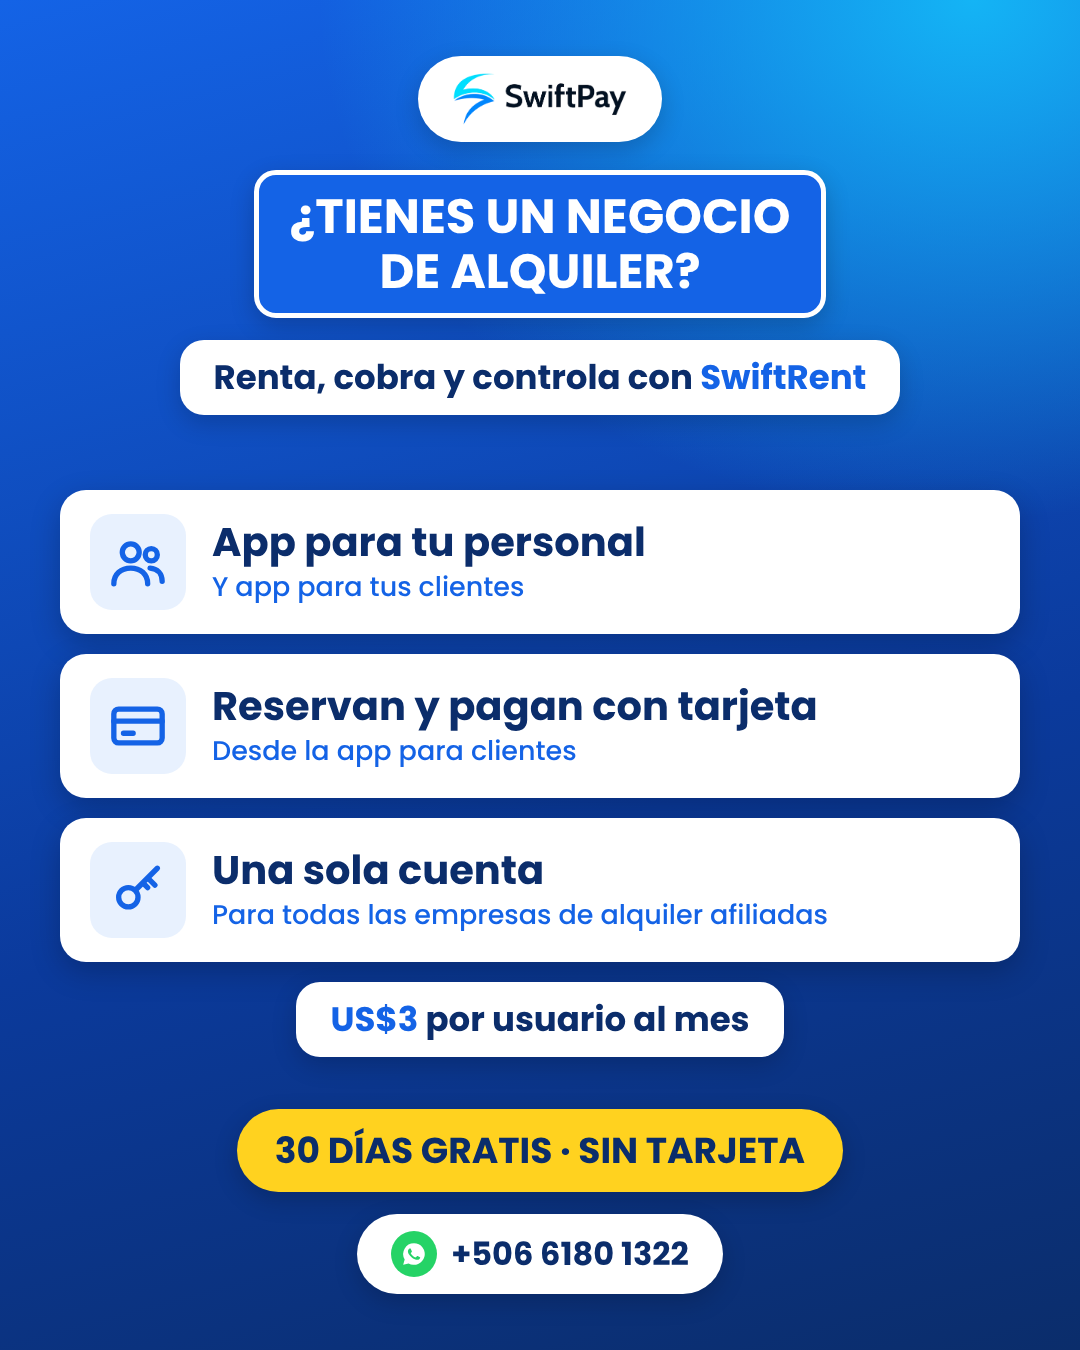 SwiftPay
¿TIENES UN NEGOCIO
DE ALQUILER?
Renta, cobra y controla con SwiftRent
App para tu personal
Y app para tus clientes
Reservan y pagan con tarjeta
Desde la app para clientes
Una sola cuenta
Para todas las empresas de alquiler afiliadas
US$3 por usuario al mes
30 DÍAS GRATIS · SIN TARJETA
+506 6180 1322